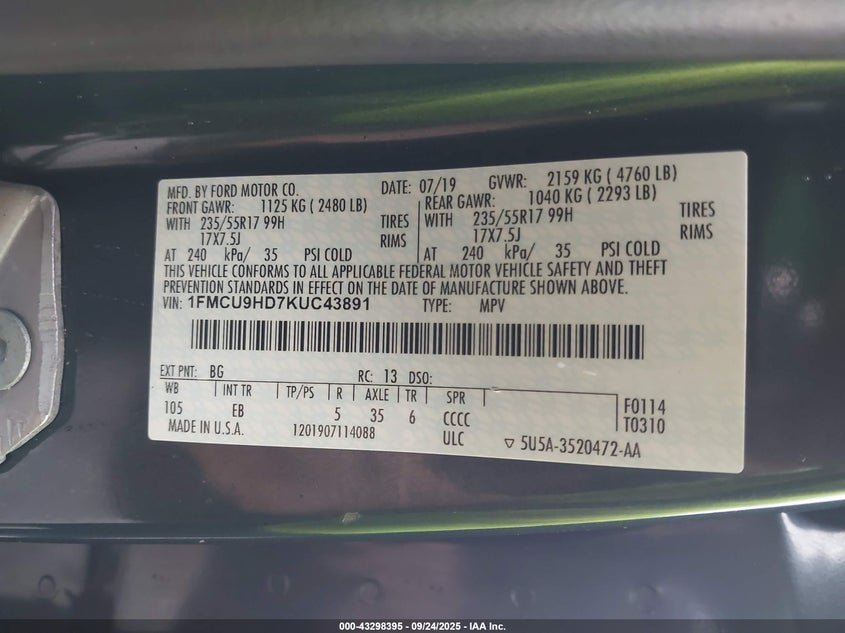 MFD. BY FORD MOTOR CO. DATE: 07/19 GVWR: 2159 KG ( 4760 LB)
FRONT GAWR: 1125 KG ( 2480 LB) REAR GAWR: 1040 KG ( 2293 LB)
WITH 235/55R17 99H TIRES WITH 235/55R17 99H TIRES
17X7.5J RIMS 17X7.5J RIMS
AT 240 kPa/ 35 PSI COLD AT 240 kPa/ 35 PSI COLD
THIS VEHICLE CONFORMS TO ALL APPLICABLE FEDERAL MOTOR VEHICLE SAFETY AND THEFT
PREVENTION STANDARDS IN EFFECT ON THE DATE OF MANUFACTURE SHOWN ABOVE.
VIN: 1FMCU9HD7KUC43891 TYPE: MPV
EXT PNT: BG RC: 13 DSO:
WB INT TR TP/PS R AXLE TR SPR
105 EB 5 35 6 CCCC F0114
MADE IN U.S.A. 1201907114088 ULC T0310
▽ 5U5A-3520472-AA
000-43298395 - 09/24/2025 - IAA Inc.